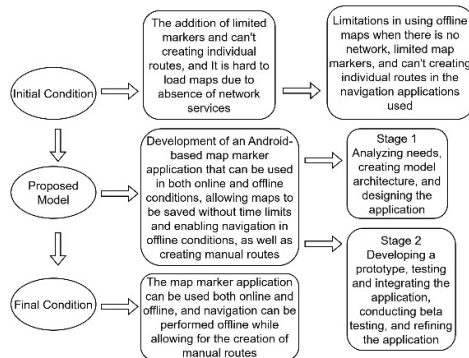 Initial Condition
The addition of limited
markers and can't
creating individual
routes, and It is hard
to load maps due to
absence of network
services
Limitations in using offline
maps when there is no
network, limited map
markers, and can't creating
individual routes in the
navigation applications
used
Proposed
Model
Development of an Android-
based map marker
application that can be used
in both online and offline
conditions, allowing maps to
be saved without time limits
and enabling navigation in
offline conditions, as well as
creating manual routes
Stage 1
Analyzing needs,
creating model
architecture, and
designing the
application
Stage 2
Developing a
prototype, testing
and integrating the
application,
conducting beta
testing, and refining
the application
Final Condition
The map marker application
can be used both online and
offline, and navigation can be
performed offline while
allowing for the creation of
manual routes